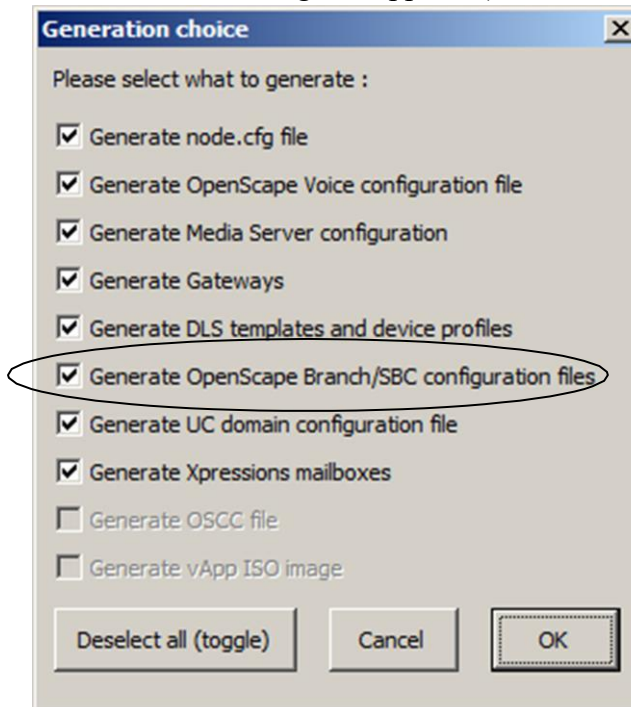 Generation choice
Please select what to generate :
Generate node.cfg file
Generate OpenScape Voice configuration file
Generate Media Server configuration
Generate Gateways
Generate DLS templates and device profiles
Generate OpenScape Branch/SBC configuration files
Generate UC domain configuration file
Generate Xpressions mailboxes
Generate OSCC file
Generate vApp ISO image
Deselect all (toggle) Cancel OK